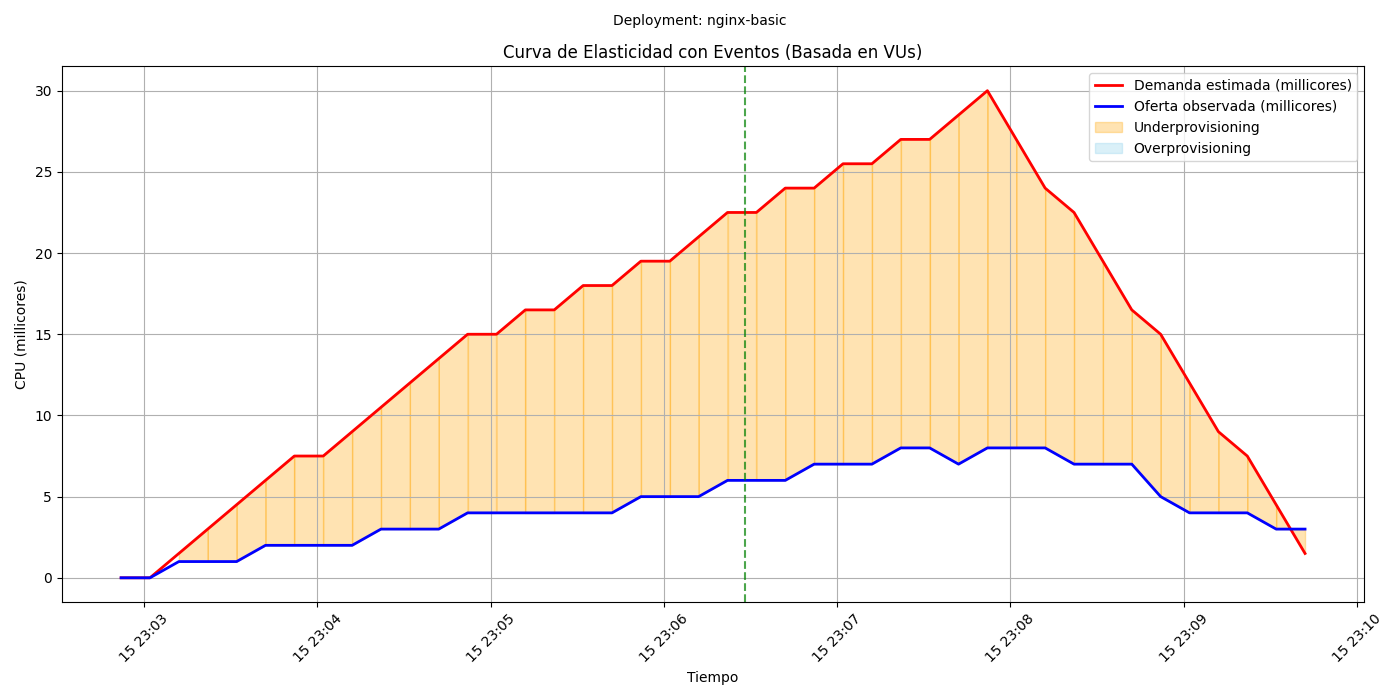 Deployment: nginx-basic
Curva de Elasticidad con Eventos (Basada en VUs)
Demanda estimada (millicores)
Oferta observada (millicores)
Underprovisioning
Overprovisioning
CPU (millicores)
30
25
20
15
10
5
0
15 23:03
15 23:04
15 23:05
15 23:06
15 23:07
15 23:08
15 23:09
15 23:10
Tiempo